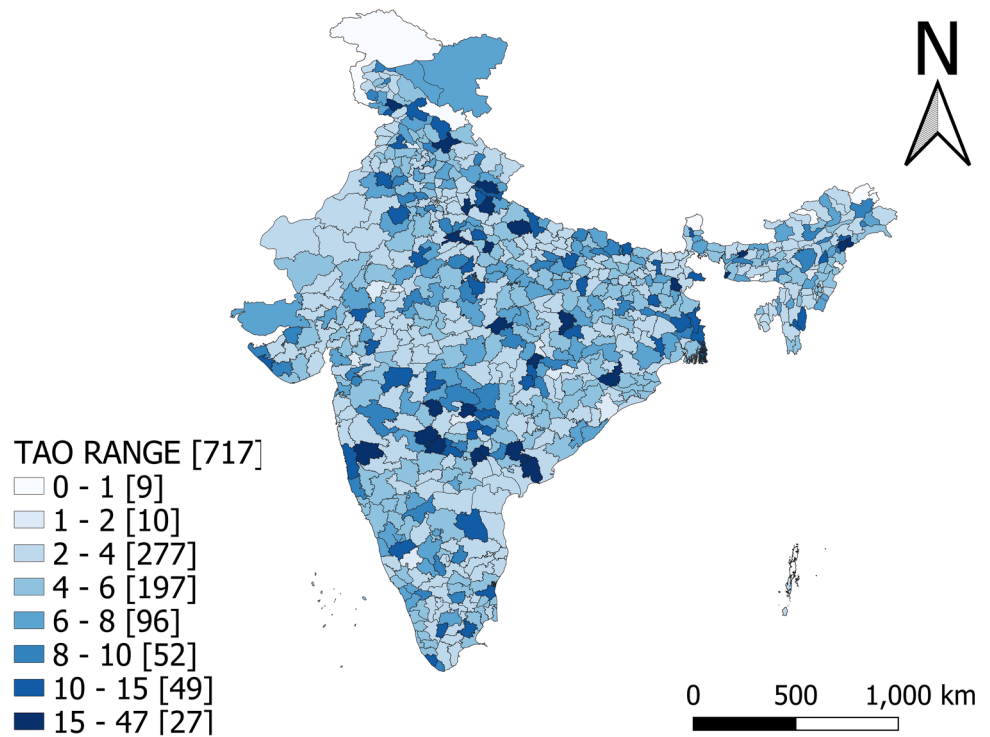 N
TAO RANGE [717]
0 - 1 [9]
1 - 2 [10]
2 - 4 [277]
4 - 6 [197]
6 - 8 [96]
8 - 10 [52]
10 - 15 [49]
15 - 47 [27]
0 500 1,000 km